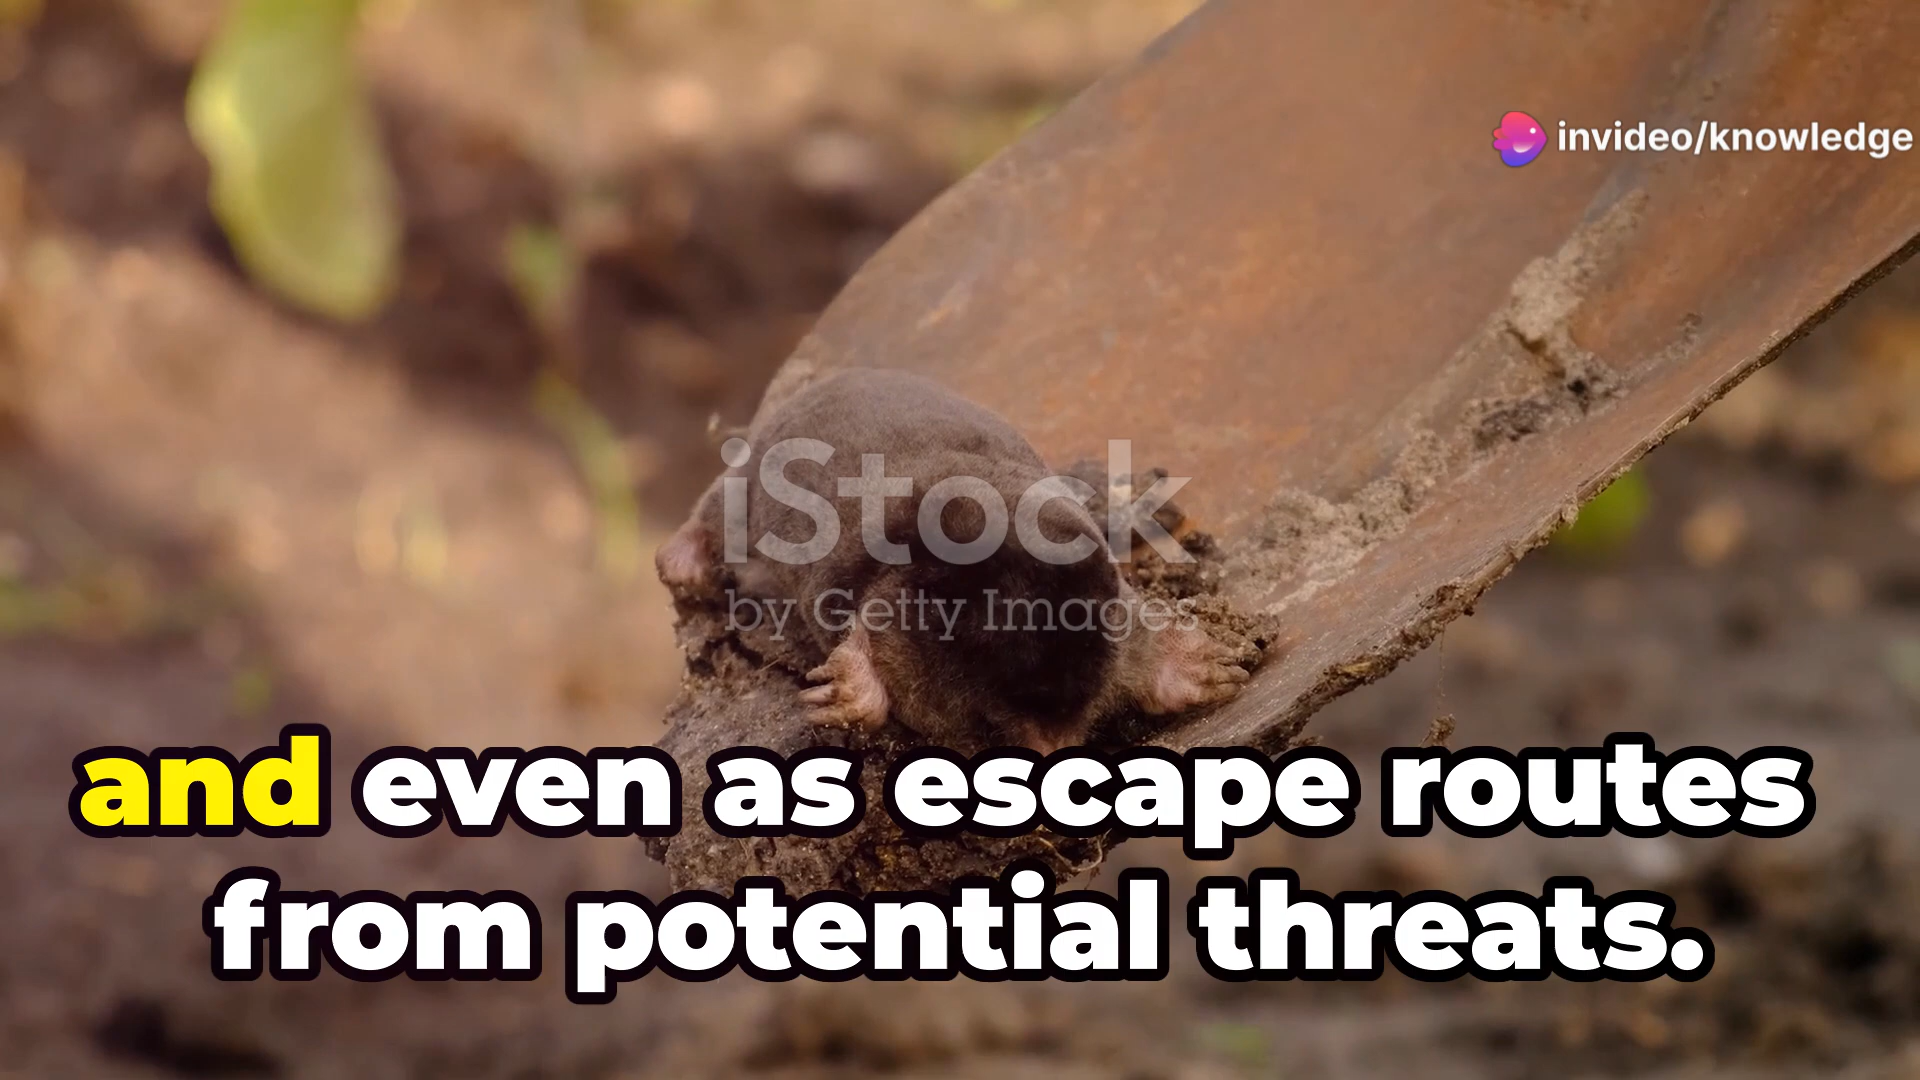 invideo/knowledge
iStock
by Getty Images
and even as escape routes
from potential threats.